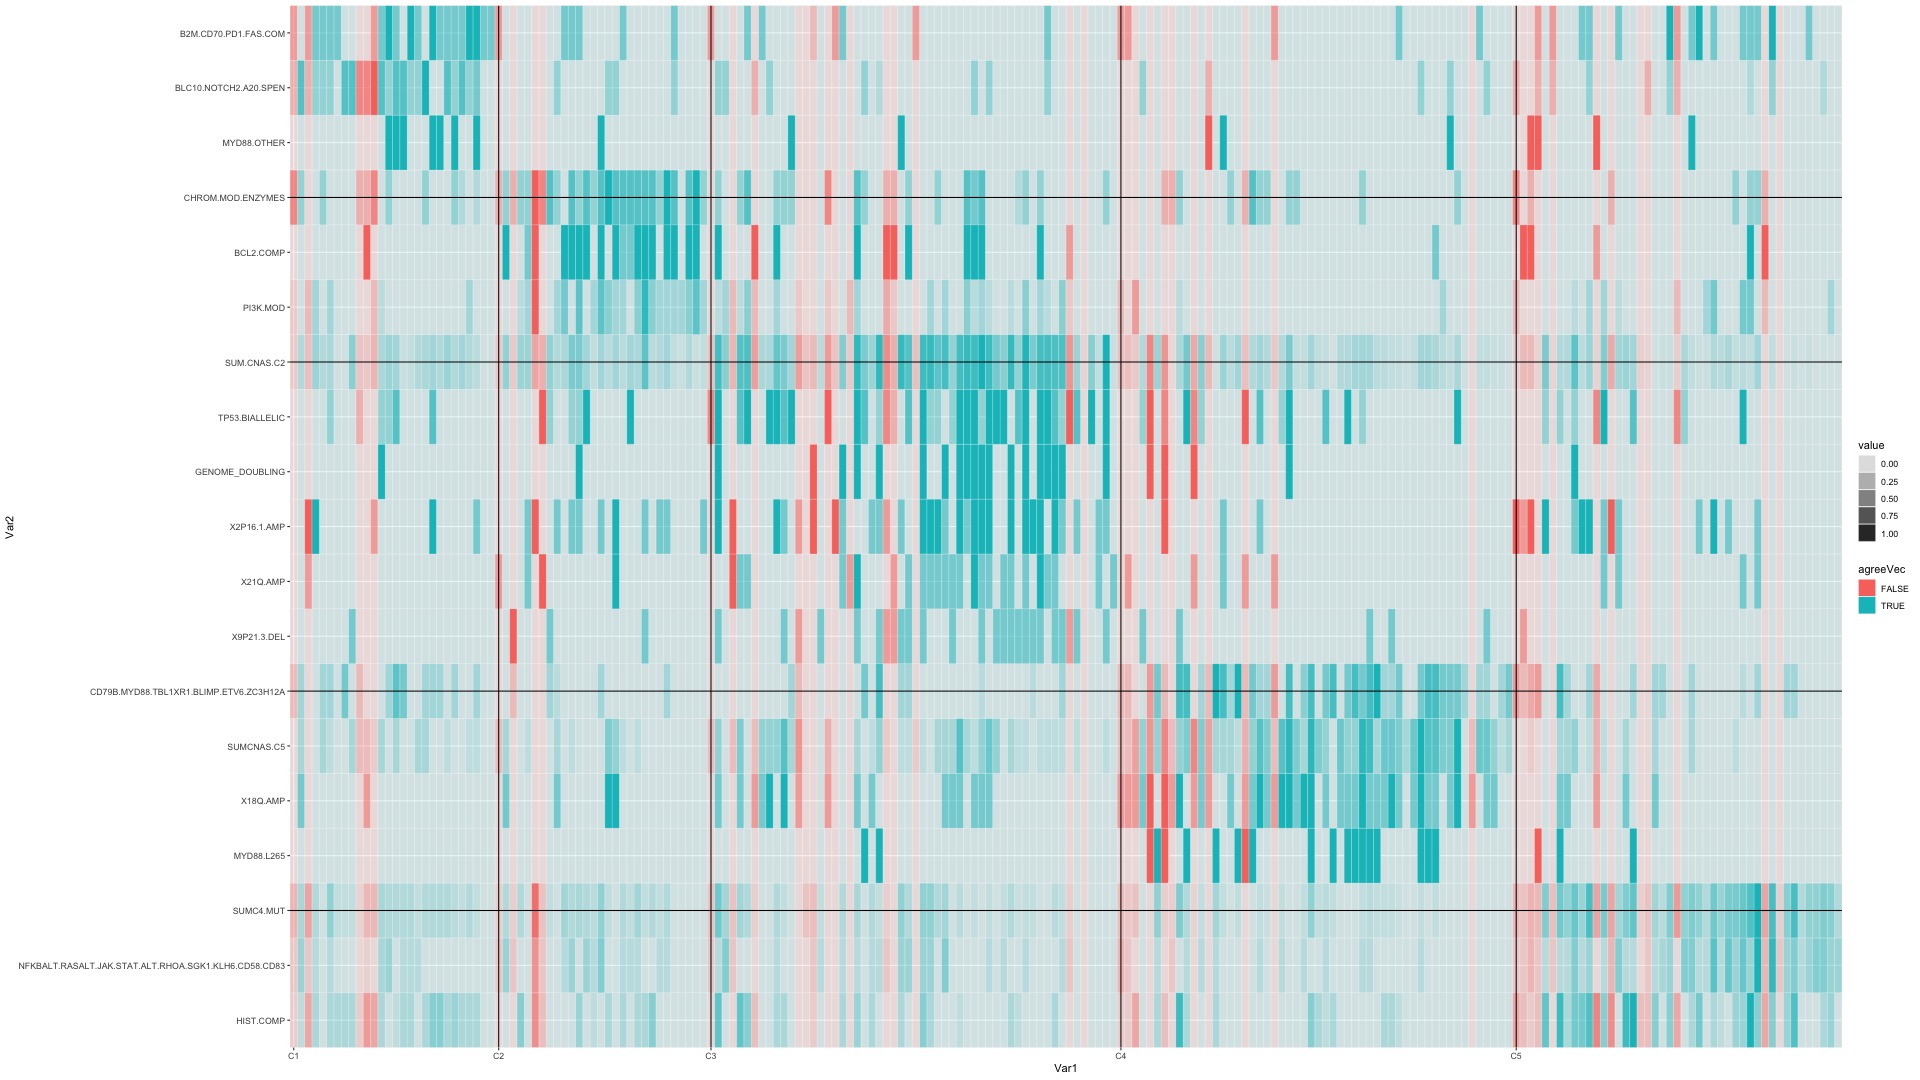 B2M.CD70.PD1.FAS.COM
BLC10.NOTCH2.A20.SPEN
MYD88.OTHER
CHROM.MOD.ENZYMES
BCL2.COMP
PI3K.MOD
SUM.CNAS.C2
TP53.BIALLELIC
GENOME_DOUBLING
X2P16.1.AMP
X21Q.AMP
X9P21.3.DEL
CD79B.MYD88.TBL1XR1.BLIMP.ETV6.ZC3H12A
SUMCNAS.C5
X18Q.AMP
MYD88.L265
SUMC4.MUT
NFKBALT.RASALT.JAK.STAT.ALT.RHOA.SGK1.KLH6.CD58.CD83
HIST.COMP
Var2
C1 C2 C3 C4 C5
Var1
value
0.00
0.25
0.50
0.75
1.00
agreeVec
FALSE
TRUE